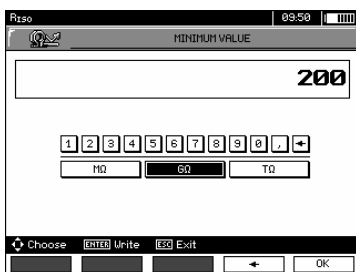 RISO 09:50
MINIMUM VALUE
200
1 2 3 4 5 6 7 8 9 0 , ←
MΩ GΩ TΩ
Choose ENTER Write ESC Exit
← OK